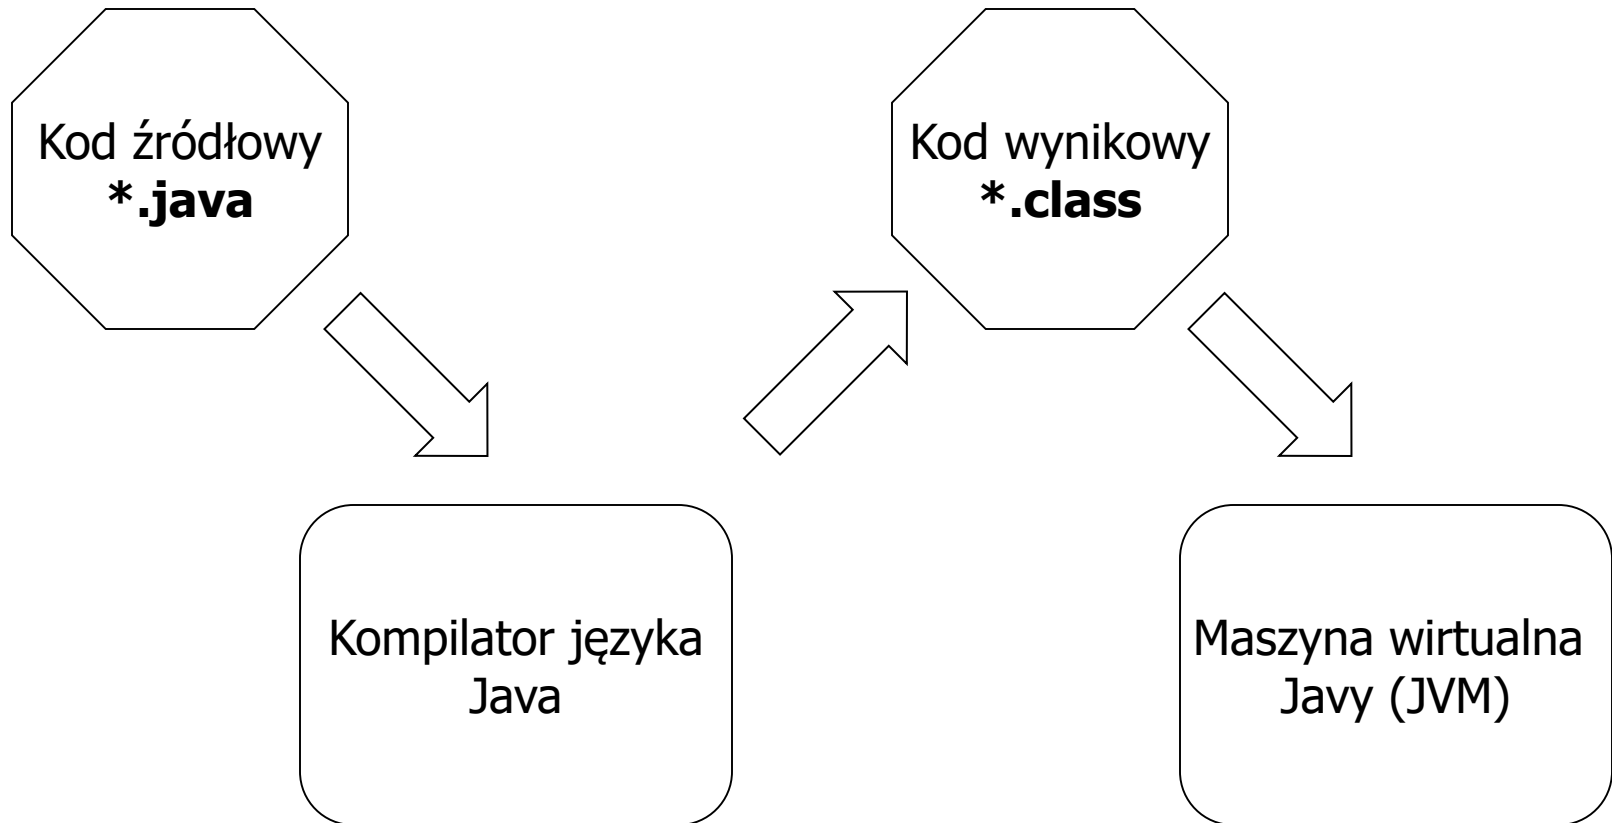 Kod źródłowy
*.java
Kod wynikowy
*.class
Kompilator języka
Java
Maszyna wirtualna
Javy (JVM)